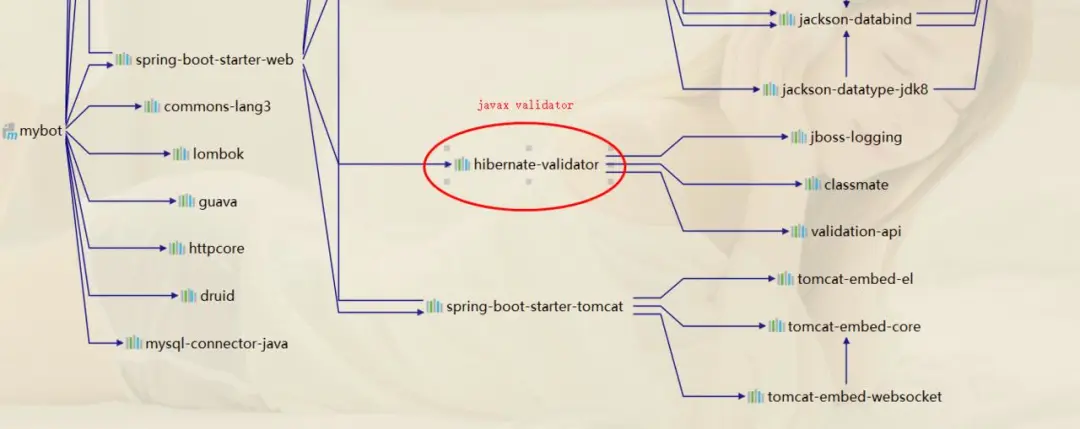 jackson-databind
spring-boot-starter-web
jackson-datatype-jdk8
javax validator
commons-lang3
mybot
jboss-logging
lombok
hibernate-validator
classmate
guava
validation-api
httpcore
tomcat-embed-el
druid
spring-boot-starter-tomcat
tomcat-embed-core
mysql-connector-java
tomcat-embed-websocket